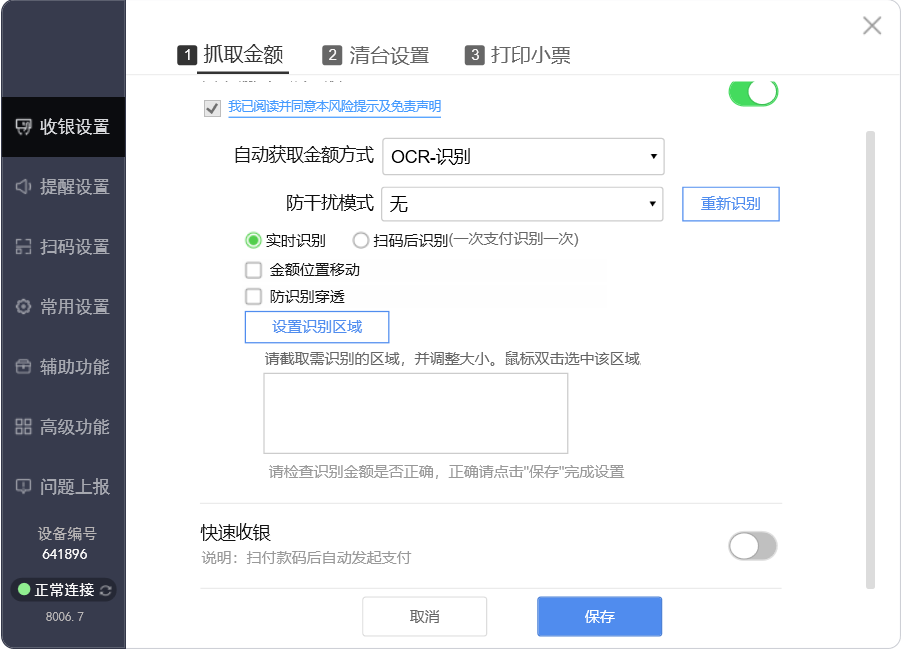 1 抓取金额
2 清台设置
3 打印小票
收银设置
提醒设置
扫码设置
常用设置
辅助功能
高级功能
问题上报
设备编号
641896
正常连接
8006. 7
我已阅读并同意本风险提示及免责声明
自动获取金额方式 OCR-识别
防干扰模式 无 重新识别
实时识别 扫码后识别(一次支付识别一次)
金额位置移动
防识别穿透
设置识别区域
请截取需识别的区域，并调整大小。鼠标双击选中该区域
请检查识别金额是否正确，正确请点击"保存"完成设置
快速收银
说明：扫付款码后自动发起支付
取消 保存